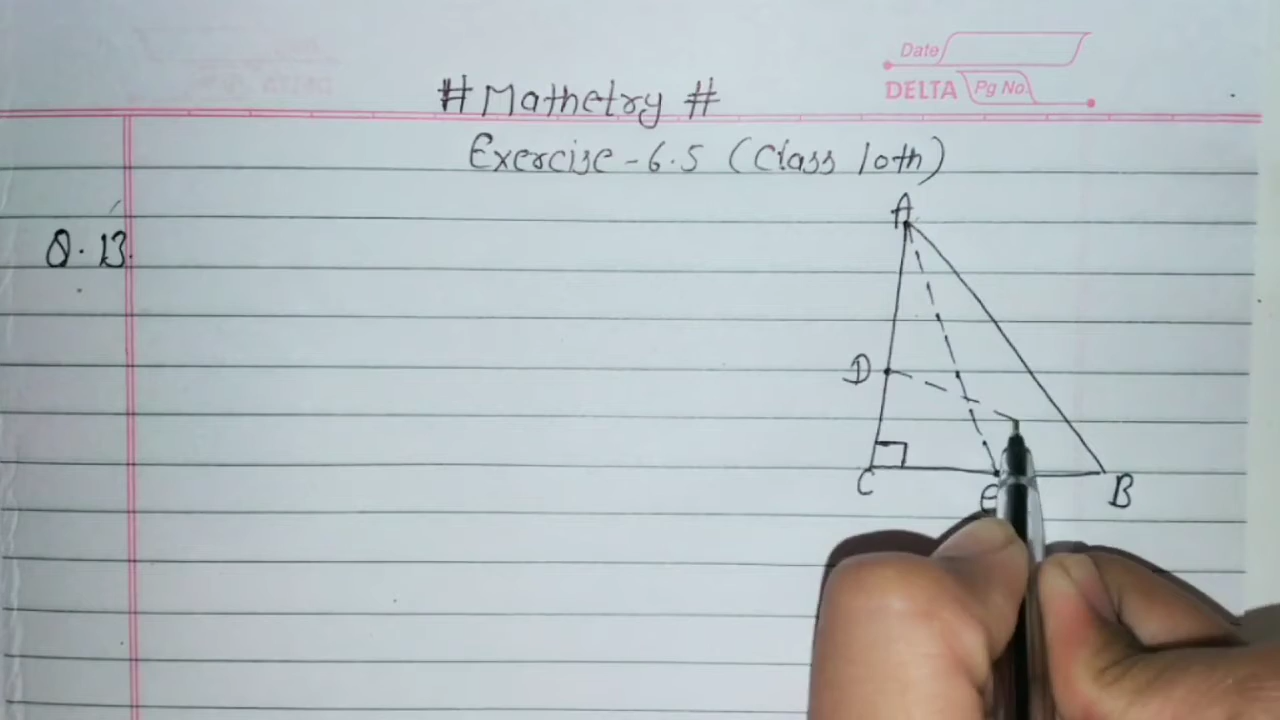 Date
DELTA Pg No.
# Mathetry #
Exercise - 6.5 (Class 10th)
Q. 13.
A
D
C
e
B